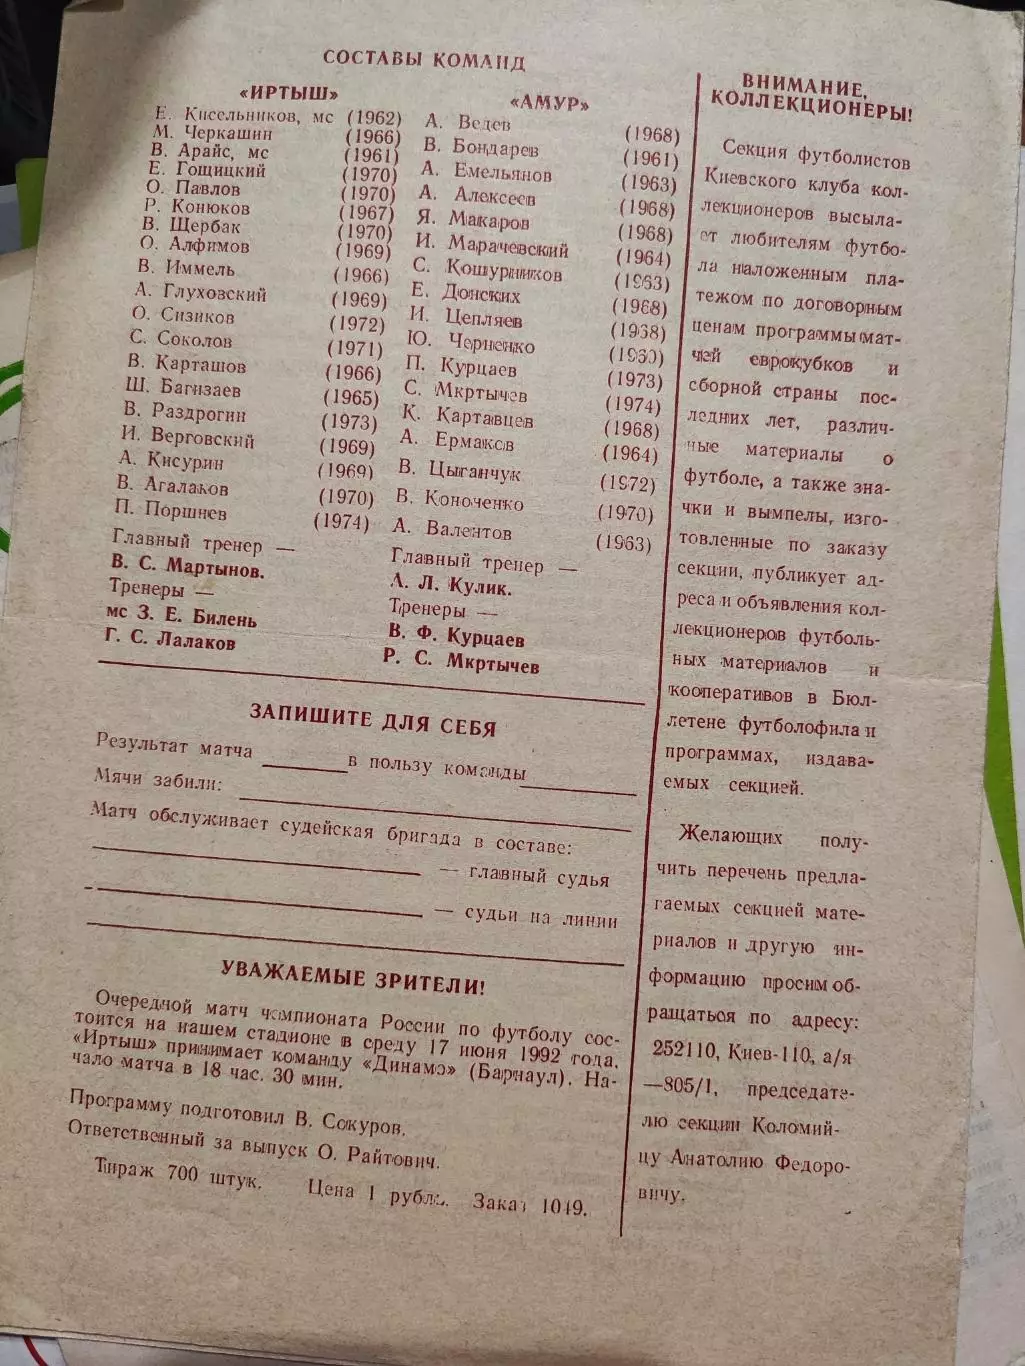 СОСТАВЫ КОМАНД
«ИРТЫШ»
Е. Кисельников, мс (1962)
М. Черкашин (1966)
В. Арайс, мс (1961)
Е. Гощицкий (1970)
О. Павлов (1970)
Р. Конюков (1967)
В. Щербак (1970)
О. Алфимов (1969)
В. Иммель (1966)
А. Глуховский (1969)
О. Сизиков (1972)
С. Соколов (1971)
В. Карташов (1966)
Ш. Багизаев (1965)
В. Раздрогин (1973)
И. Верговский (1969)
А. Кисурин (1969)
В. Агалаков (1970)
П. Поршнев (1974)
Главный тренер —
В. С. Мартынов.
Тренеры —
мс З. Е. Билень
Г. С. Лалаков
«АМУР»
А. Ведев (1968)
В. Бондарев (1961)
А. Емельянов (1963)
А. Алексеев (1968)
Я. Макаров (1968)
И. Марачевский (1964)
С. Кошурников (1963)
Е. Донских (1968)
И. Цепляев (1968)
Ю. Черненко (1960)
П. Курцаев (1973)
С. Мкртычев (1974)
К. Картавцев (1968)
А. Ермаков (1964)
В. Цыганчук (1972)
В. Коноченко (1970)
А. Валентов (1963)
Главный тренер —
А. Л. Кулик.
Тренеры —
В. Ф. Курцаев
Р. С. Мкртычев
ЗАПИШИТЕ ДЛЯ СЕБЯ
Результат матча ______ в пользу команды ______
Мячи забили:
Матч обслуживает судейская бригада в составе:
— главный судья
— судьи на линии
УВАЖАЕМЫЕ ЗРИТЕЛИ!
Очередной матч чемпионата России по футболу сос-
тоится на нашем стадионе в среду 17 июня 1992 года.
«Иртыш» принимает команду «Динамо» (Барнаул). На-
чало матча в 18 час. 30 мин.
Программу подготовил В. Сокуров.
Ответственный за выпуск О. Райтович.
Тираж 700 штук. Цена 1 рубль. Заказ 1049.
ВНИМАНИЕ,
КОЛЛЕКЦИОНЕРЫ!
Секция футболистов
Киевского клуба кол-
лекционеров высыла-
ет любителям футбо-
ла наложенным пла-
тежом по договорным
ценам программы мат-
чей еврокубков и
сборной страны пос-
ледних лет, различ-
ные материалы о
футболе, а также зна-
чки и вымпелы, изго-
товленные по заказу
секции, публикует ад-
реса и объявления кол-
лекционеров футболь-
ных материалов и
кооперативов в Бюл-
летене футболофила и
программах, издава-
емых секцией.
Желающих полу-
чить перечень предла-
гаемых секцией мате-
риалов и другую ин-
формацию просим об-
ращаться по адресу:
252110, Киев-110, а/я
—805/1, председате-
лю секции Коломий-
цу Анатолию Федоро-
вичу.